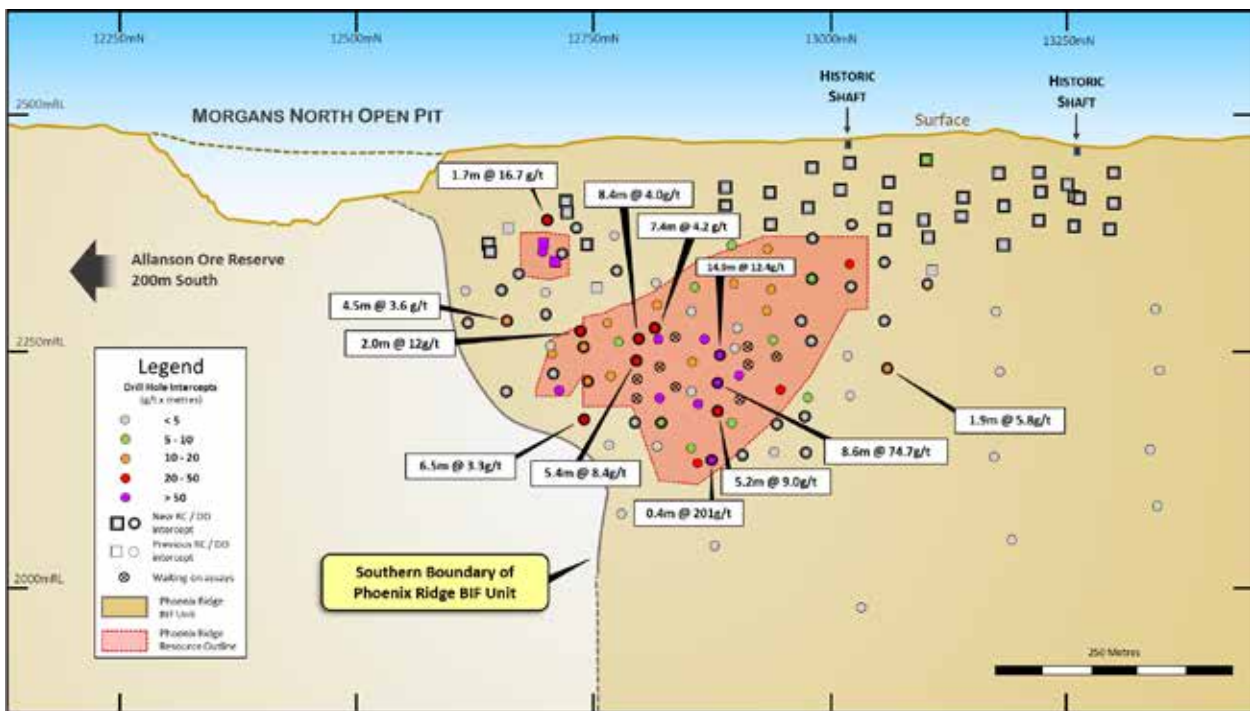 12250mN 12500mN 12750mN 13000mN 13250mN
HISTORIC
SHAFT
HISTORIC
SHAFT
2500mRL
MORGANS NORTH OPEN PIT
Surface
1.7m @ 16.7 g/t
8.4m @ 4.0g/t
7.4m @ 4.2 g/t
14.9m @ 12.4g/t
Allanson Ore Reserve
200m South
4.5m @ 3.6 g/t
2.0m @ 12g/t
2250mRL
1.9m @ 5.8g/t
8.6m @ 74.7g/t
6.5m @ 3.3g/t
5.4m @ 8.4g/t
5.2m @ 9.0g/t
0.4m @ 201g/t
Legend
Drill Hole Intercepts
(g/t x metres)
< 5
5 - 10
10 - 20
20 - 50
> 50
New RC / DD
intercept
Previous RC / DD
intercept
Waiting on assays
Phoenix Ridge
BIF Unit
Phoenix Ridge
Resource Outline
Southern Boundary of
Phoenix Ridge BIF Unit
2000mRL
250 Metres